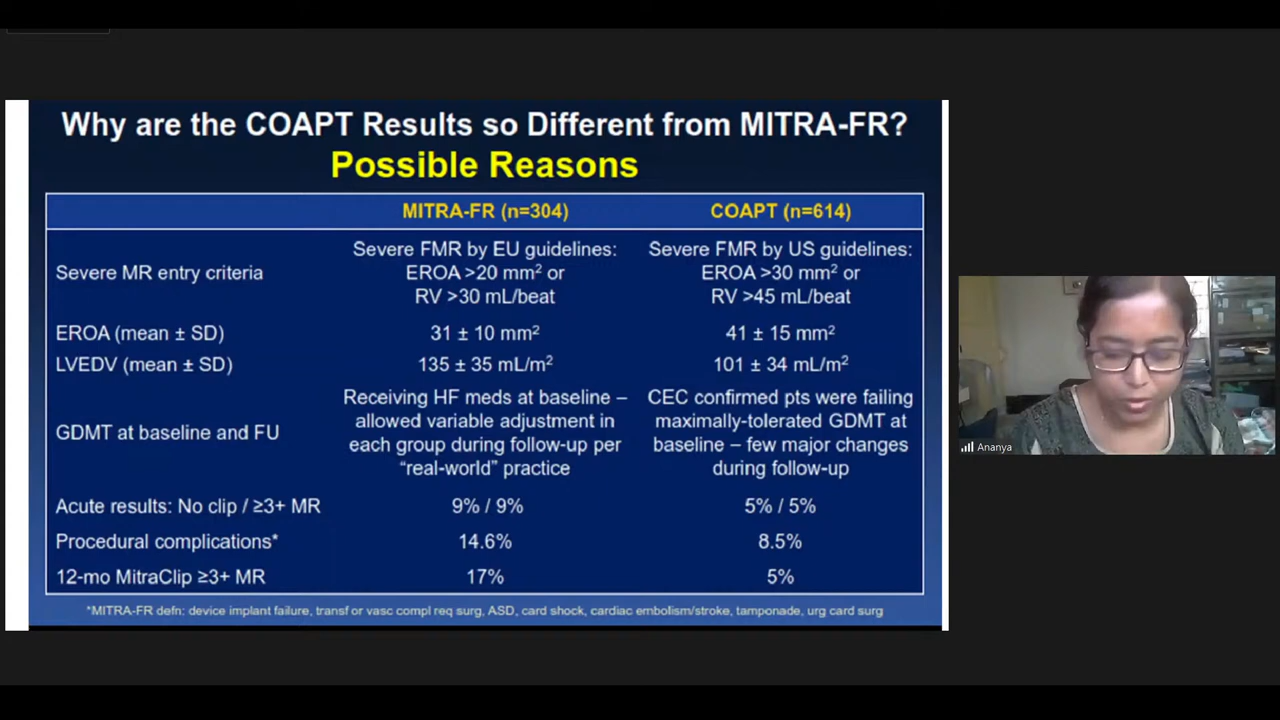 Why are the COAPT Results so Different from MITRA-FR?
Possible Reasons
MITRA-FR (n=304) COAPT (n=614)
Severe MR entry criteria
Severe FMR by EU guidelines:
EROA >20 mm² or
RV >30 mL/beat
Severe FMR by US guidelines:
EROA >30 mm² or
RV >45 mL/beat
EROA (mean ± SD) 31 ± 10 mm² 41 ± 15 mm²
LVEDV (mean ± SD) 135 ± 35 mL/m² 101 ± 34 mL/m²
GDMT at baseline and FU
Receiving HF meds at baseline –
allowed variable adjustment in
each group during follow-up per
“real-world” practice
CEC confirmed pts were failing
maximally-tolerated GDMT at
baseline – few major changes
during follow-up
Acute results: No clip / ≥3+ MR 9% / 9% 5% / 5%
Procedural complications* 14.6% 8.5%
12-mo MitraClip ≥3+ MR 17% 5%
*MITRA-FR defn: device implant failure, transf or vasc compl req surg, ASD, card shock, cardiac embolism/stroke, tamponade, urg card surg
Ananya